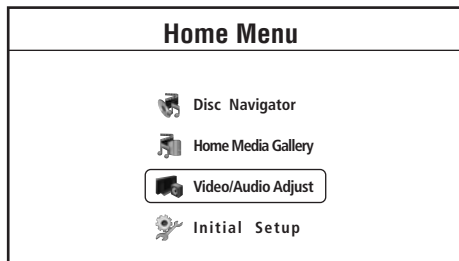 Home Menu
Disc Navigator
Home Media Gallery
Video/Audio Adjust
Initial Setup